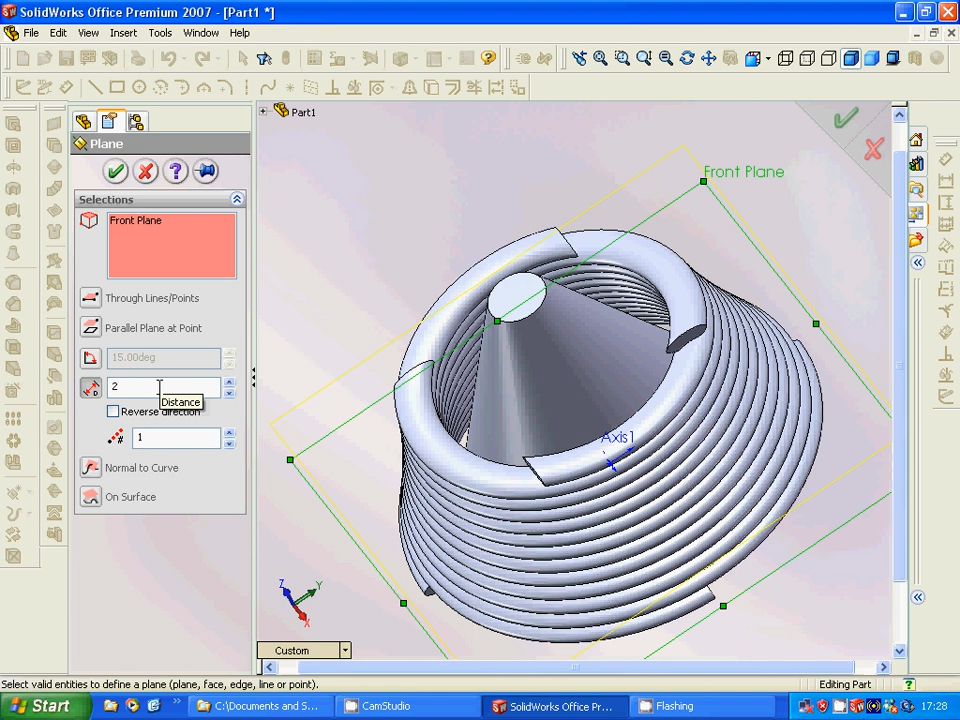 SolidWorks Office Premium 2007 - [Part1 *]
File Edit View Insert Tools Window Help
Part1
Plane
Selections
Front Plane
Through Lines/Points
Parallel Plane at Point
15.00deg
2
Distance
Reverse direction
1
Normal to Curve
On Surface
Front Plane
Axis1
Z
Y
X
Custom
Select valid entities to define a plane (plane, face, edge, line or point).
Editing Part
Start
C:\Documents and S...
CamStudio
SolidWorks Office Pr...
Flashing
17:28